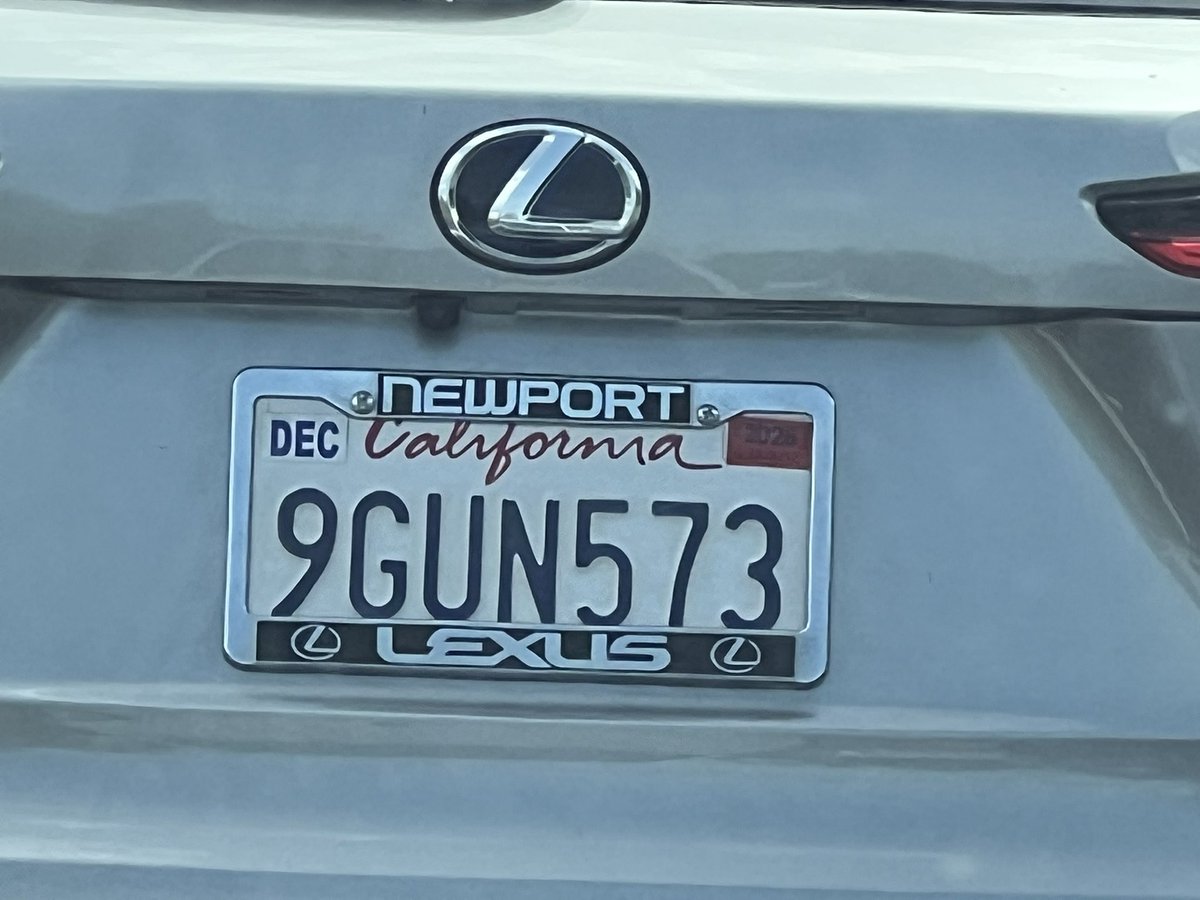 NEWPORT
DEC California
9GUN573
LEXUS